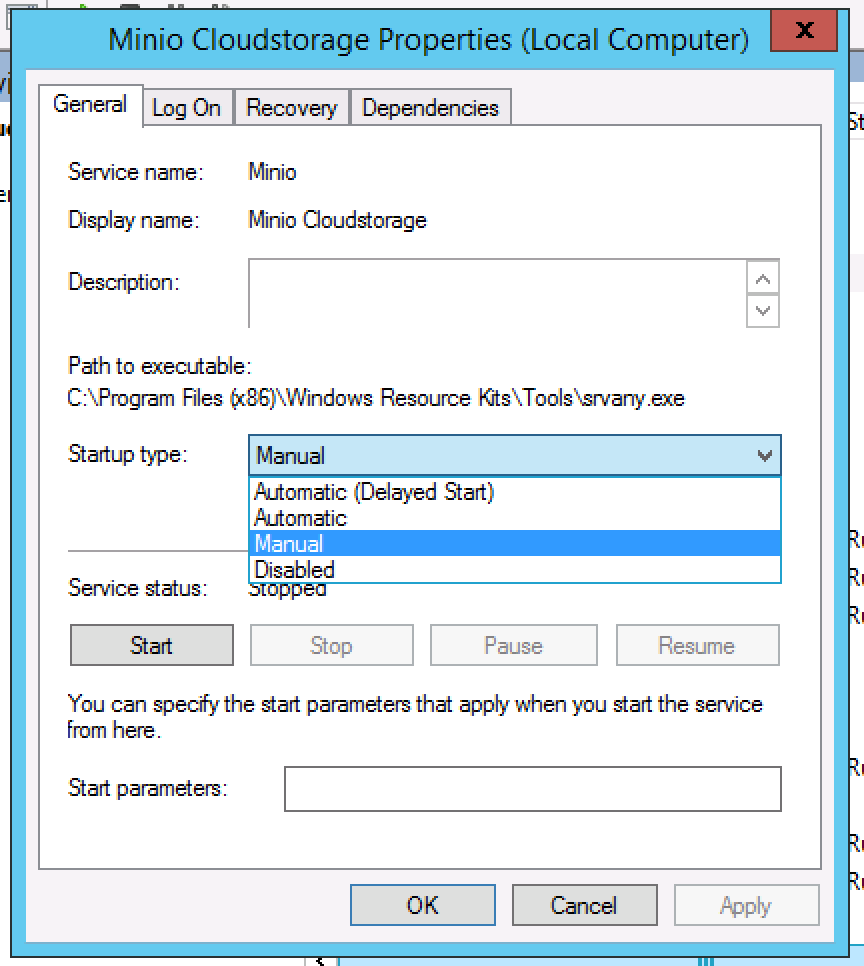 Minio Cloudstorage Properties (Local Computer)
x
General Log On Recovery Dependencies
Service name: Minio
Display name: Minio Cloudstorage
Description:
Path to executable:
C:\Program Files (x86)\Windows Resource Kits\Tools\srvany.exe
Startup type: Manual
Automatic (Delayed Start)
Automatic
Manual
Disabled
Service status: Stopped
Start Stop Pause Resume
You can specify the start parameters that apply when you start the service
from here.
Start parameters:
OK Cancel Apply